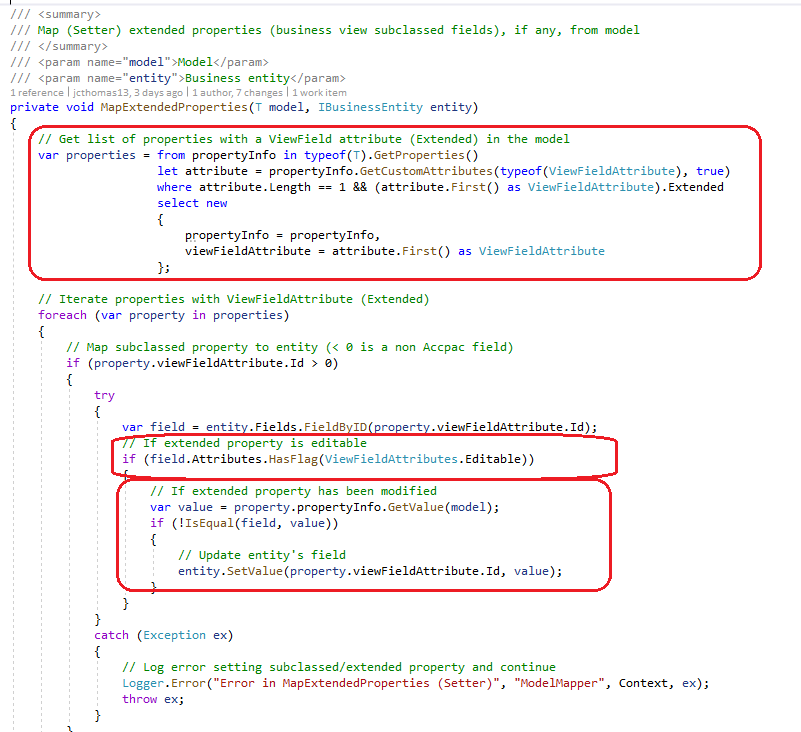 /// <summary>
/// Map (Setter) extended properties (business view subclassed fields), if any, from model
/// </summary>
/// <param name="model">Model</param>
/// <param name="entity">Business entity</param>
1 reference | jcthomas13, 3 days ago | 1 author, 7 changes | 1 work item
private void MapExtendedProperties(T model, IBusinessEntity entity)
{
// Get list of properties with a ViewField attribute (Extended) in the model
var properties = from propertyInfo in typeof(T).GetProperties()
let attribute = propertyInfo.GetCustomAttributes(typeof(ViewFieldAttribute), true)
where attribute.Length == 1 && (attribute.First() as ViewFieldAttribute).Extended
select new
{
propertyInfo = propertyInfo,
viewFieldAttribute = attribute.First() as ViewFieldAttribute
};
// Iterate properties with ViewFieldAttribute (Extended)
foreach (var property in properties)
{
// Map subclassed property to entity (< 0 is a non Accpac field)
if (property.viewFieldAttribute.Id > 0)
{
try
{
var field = entity.Fields.FieldByID(property.viewFieldAttribute.Id);
// If extended property is editable
if (field.Attributes.HasFlag(ViewFieldAttributes.Editable))
{
// If extended property has been modified
var value = property.propertyInfo.GetValue(model);
if (!IsEqual(field, value))
{
// Update entity's field
entity.SetValue(property.viewFieldAttribute.Id, value);
}
}
}
catch (Exception ex)
{
// Log error setting subclassed/extended property and continue
Logger.Error("Error in MapExtendedProperties (Setter)", "ModelMapper", Context, ex);
throw ex;
}
}